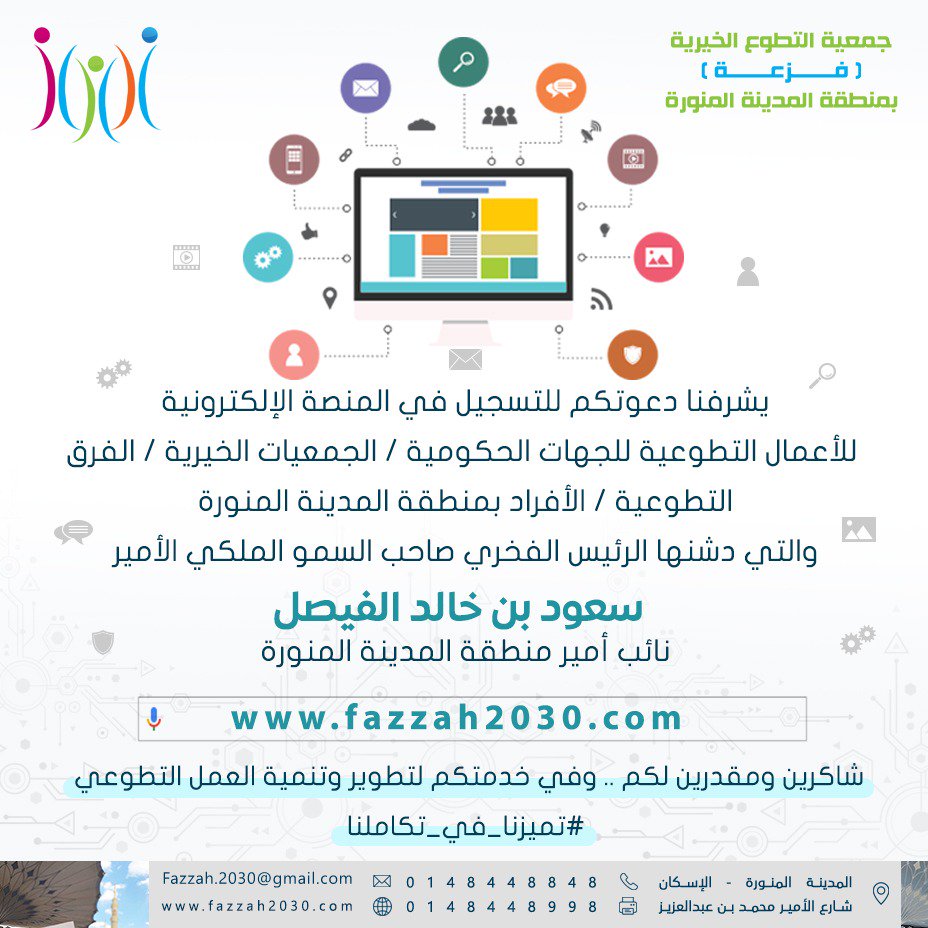 جمعية التطوع الخيرية
( فـــزعـــــة )
بمنطقة المدينة المنورة
يشرفنا دعوتكم للتسجيل في المنصة الإلكترونية
للأعمال التطوعية للجهات الحكومية / الجمعيات الخيرية / الفرق
التطوعية / الأفراد بمنطقة المدينة المنورة
والتي دشنها الرئيس الفخري صاحب السمو الملكي الأمير
سعود بن خالد الفيصل
نائب أمير منطقة المدينة المنورة
www.fazzah2030.com
شاكرين ومقدرين لكم .. وفي خدمتكم لتطوير وتنمية العمل التطوعي
#تميزنا_في_تكاملنا
المدينـة المنورة - الإسـكان
شارع الأمير محمد بن عبدالعزيز
0148448848
0148448998
Fazzah.2030@gmail.com
www.fazzah2030.com